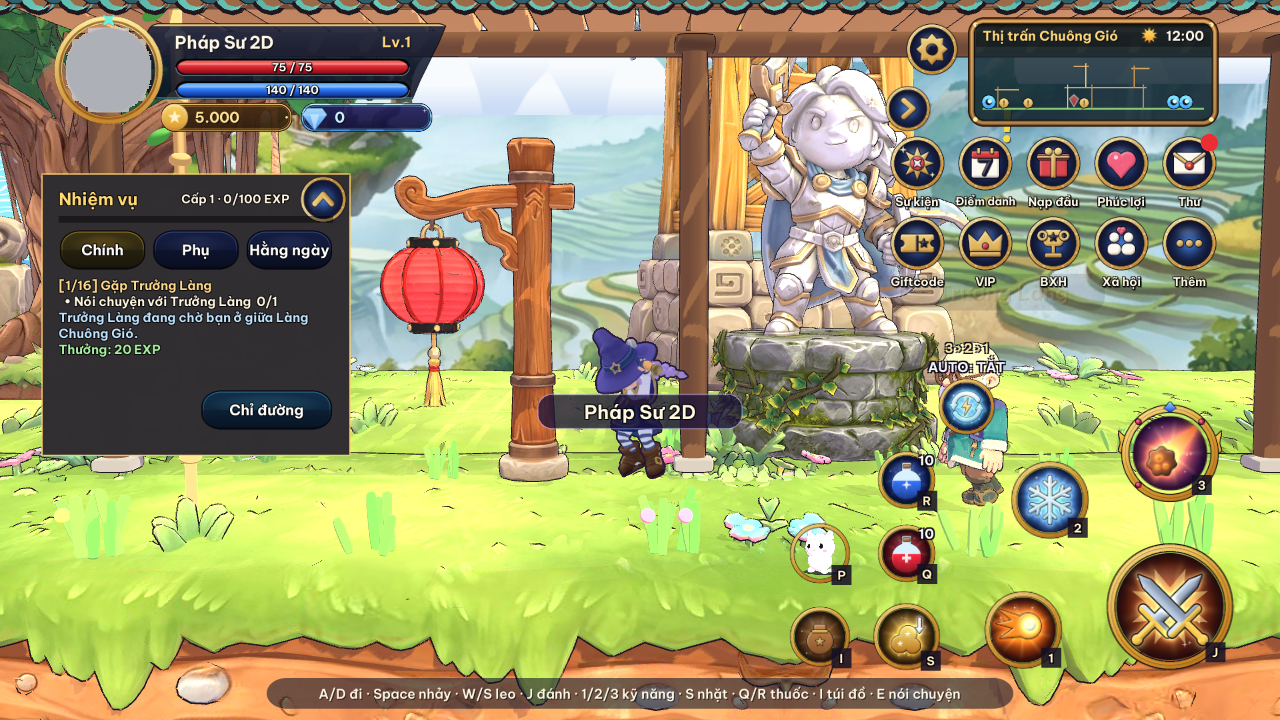 Pháp Sư 2D
Lv.1
75 / 75
140 / 140
5.000
0
Thị trấn Chuông Gió
12:00
Sự kiện
7
Điểm danh
Nạp đầu
Phúc lợi
Thư
Giftcode
VIP
BXH
Xã hội
Thêm
Nhiệm vụ
Cấp 1 · 0/100 EXP
Chính
Phụ
Hằng ngày
[1/16] Gặp Trưởng Làng
• Nói chuyện với Trưởng Làng 0/1
Trưởng Làng đang chờ bạn ở giữa Làng
Chuông Gió.
Thưởng: 20 EXP
Chỉ đường
Pháp Sư 2D
3>2>1
AUTO: TẮT
10
R
10
Q
P
I
S
1
2
3
J
A/D đi · Space nhảy · W/S leo · J đánh · 1/2/3 kỹ năng · S nhặt · Q/R thuốc · I túi đồ · E nói chuyện